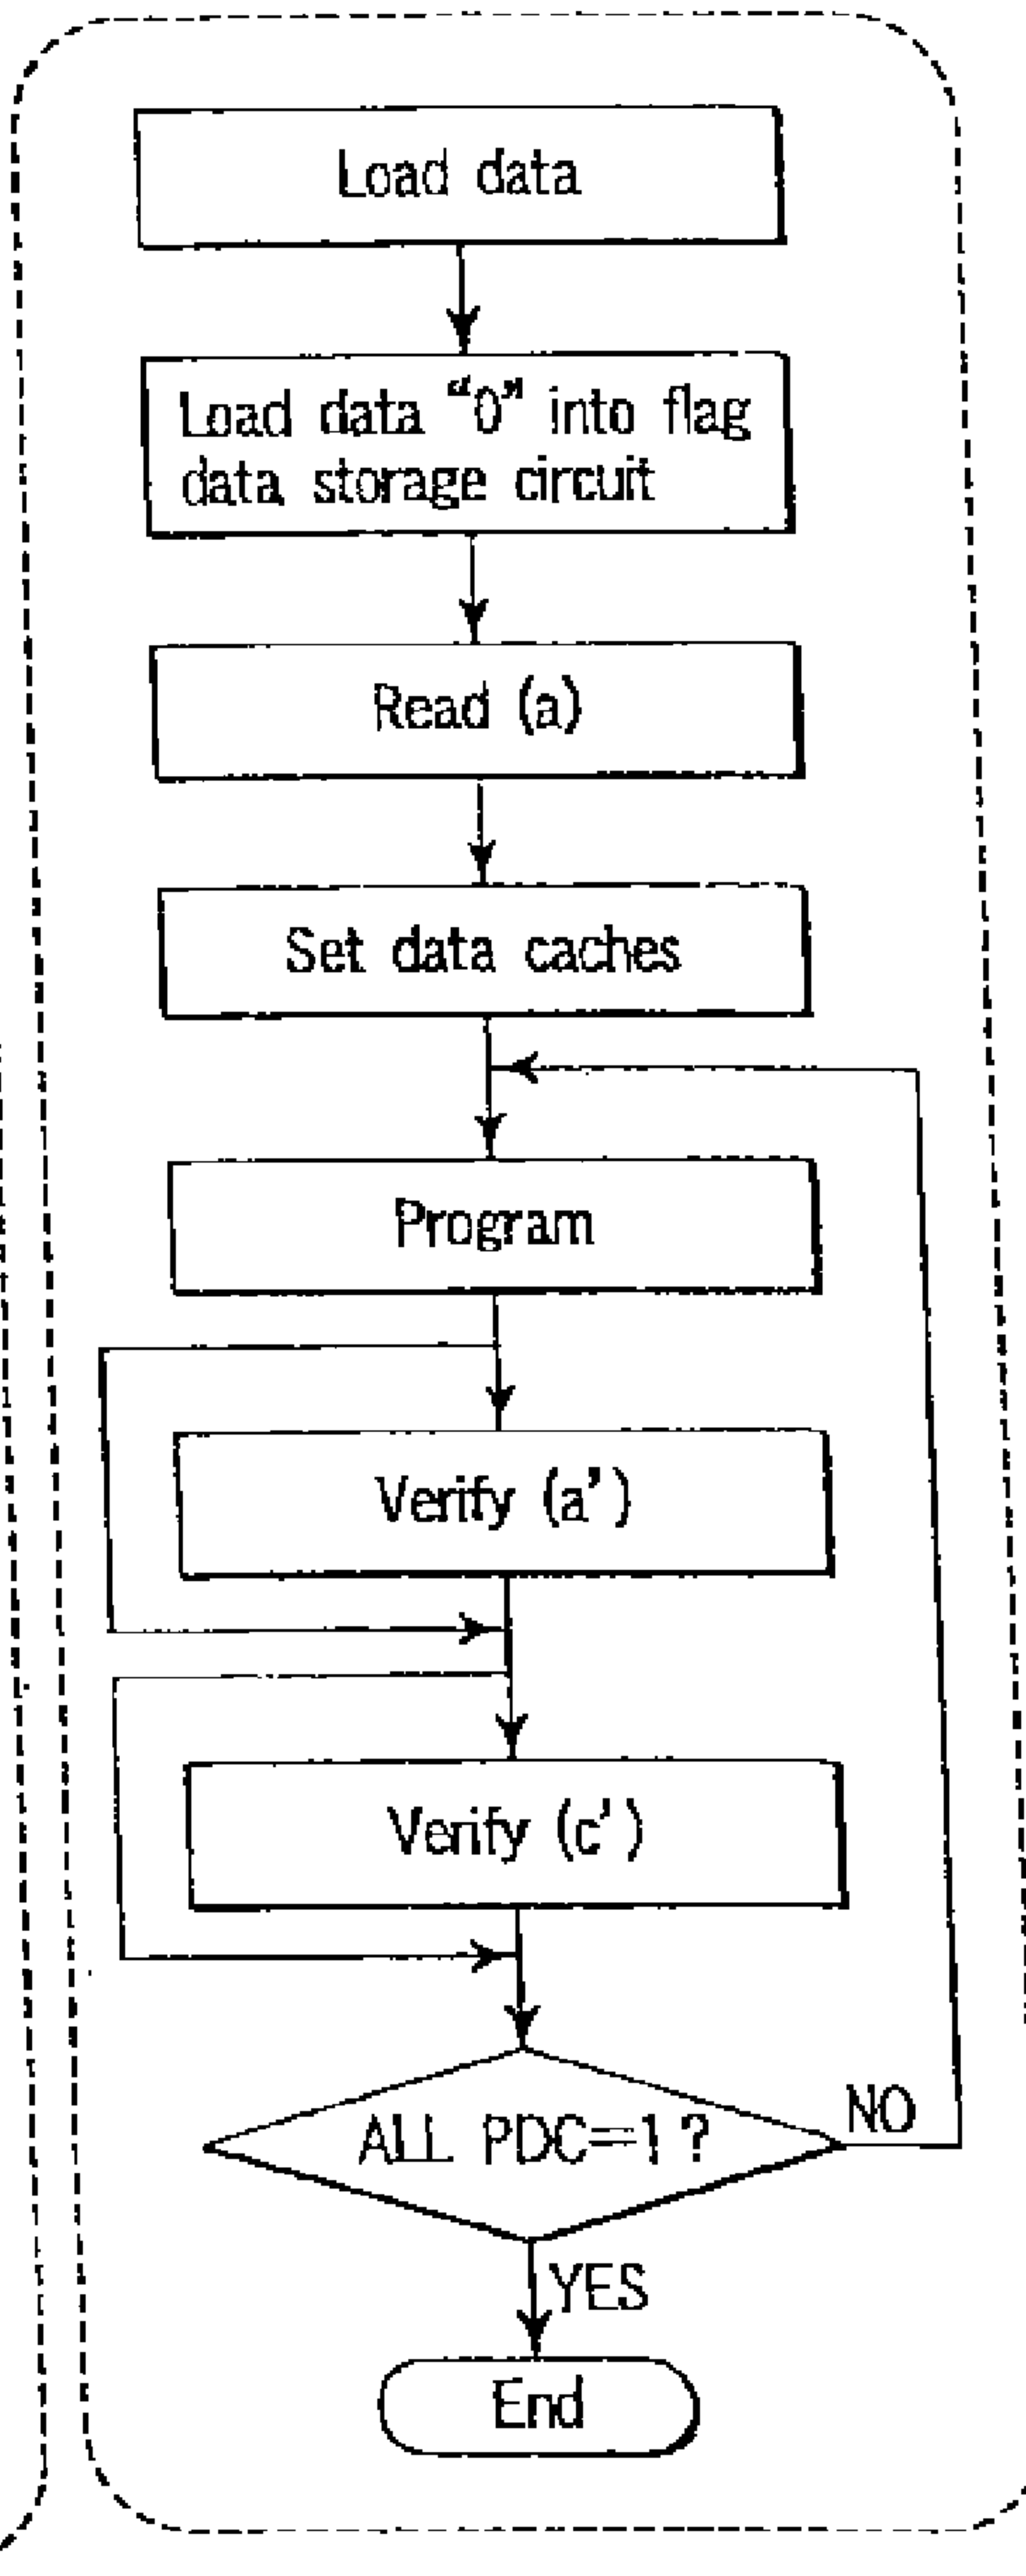 Load data
Load data “0” into flag
data storage circuit
Read (a)
Set data caches
Program
Verify (a’)
Verify (c')
ALL PDC=1 ?
NO
YES
End